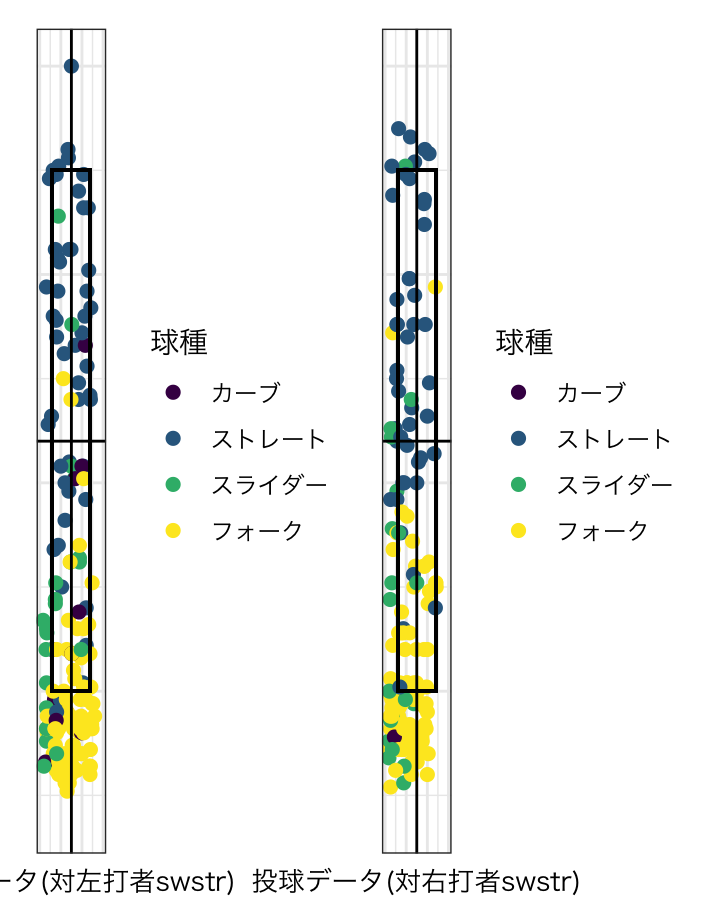 球種
カーブ
ストレート
スライダー
フォーク
球種
カーブ
ストレート
スライダー
フォーク
ータ(対左打者swstr)
投球データ(対右打者swstr)